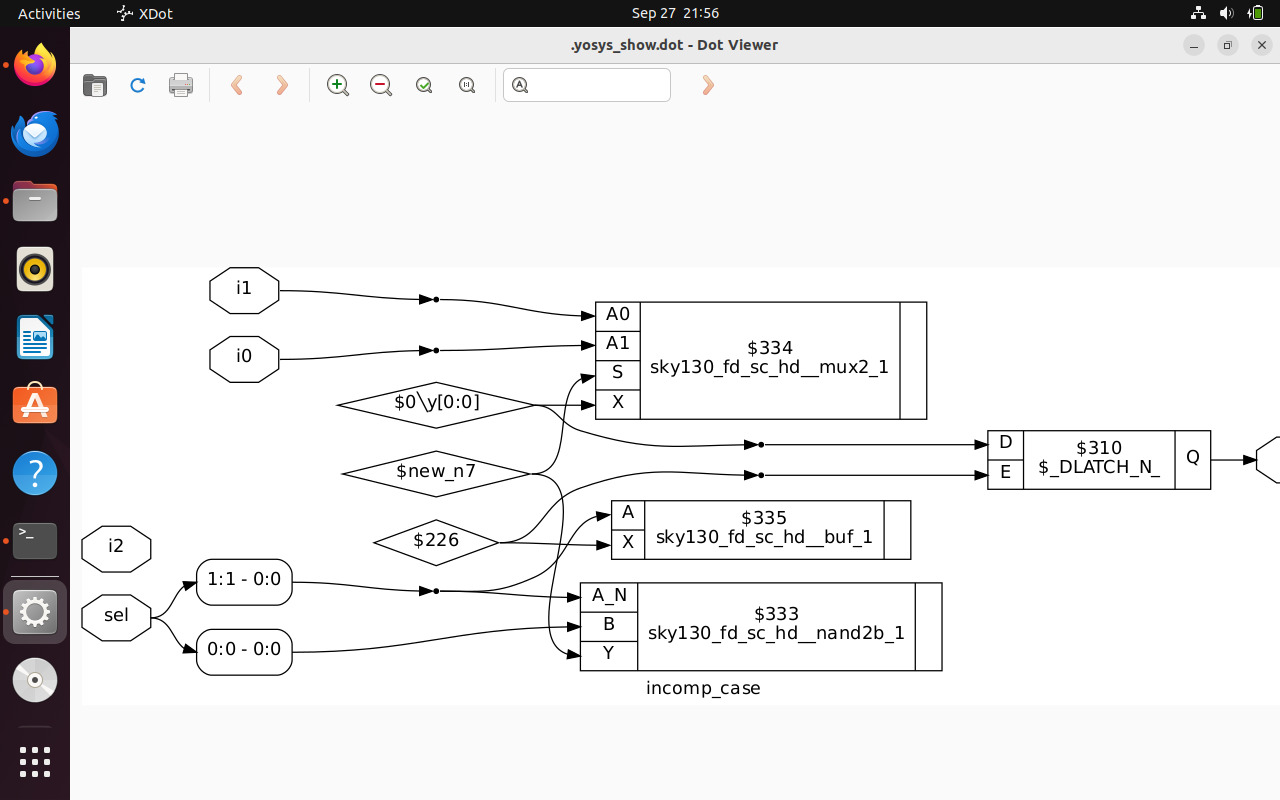 Activities
XDot
Sep 27 21:56
.yosys_show.dot - Dot Viewer
i1
i0
A0
A1
S
X
$334
sky130_fd_sc_hd__mux2_1
$0\y[0:0]
$new_n7
$226
D
E
$310
$_DLATCH_N_
Q
A
X
$335
sky130_fd_sc_hd__buf_1
i2
sel
1:1 - 0:0
0:0 - 0:0
A_N
B
Y
$333
sky130_fd_sc_hd__nand2b_1
incomp_case